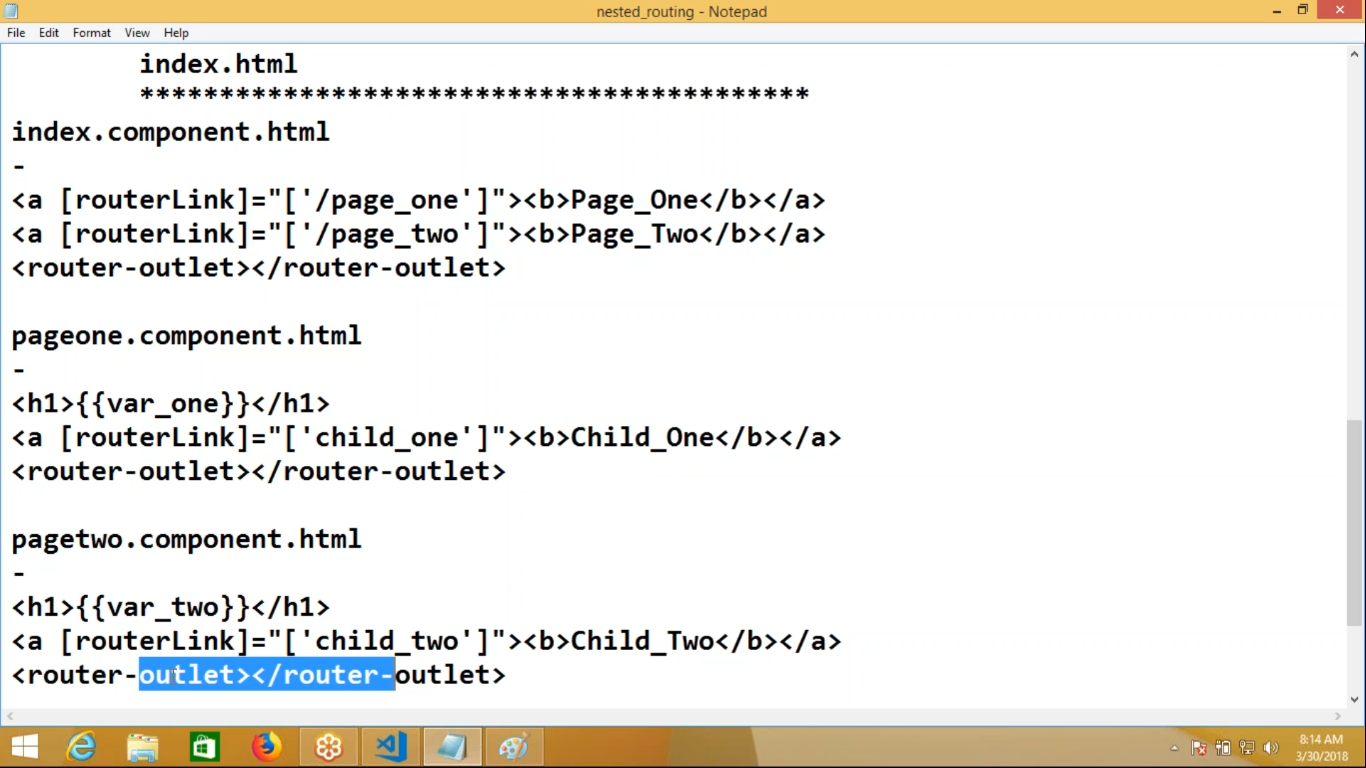 nested_routing - Notepad
File Edit Format View Help
index.html
******************************************
index.component.html
-
<a [routerLink]="['/page_one']"><b>Page_One</b></a>
<a [routerLink]="['/page_two']"><b>Page_Two</b></a>
<router-outlet></router-outlet>
pageone.component.html
-
<h1>{{var_one}}</h1>
<a [routerLink]="['child_one']"><b>Child_One</b></a>
<router-outlet></router-outlet>
pagetwo.component.html
-
<h1>{{var_two}}</h1>
<a [routerLink]="['child_two']"><b>Child_Two</b></a>
<router-outlet></router-outlet>
8:14 AM
3/30/2018